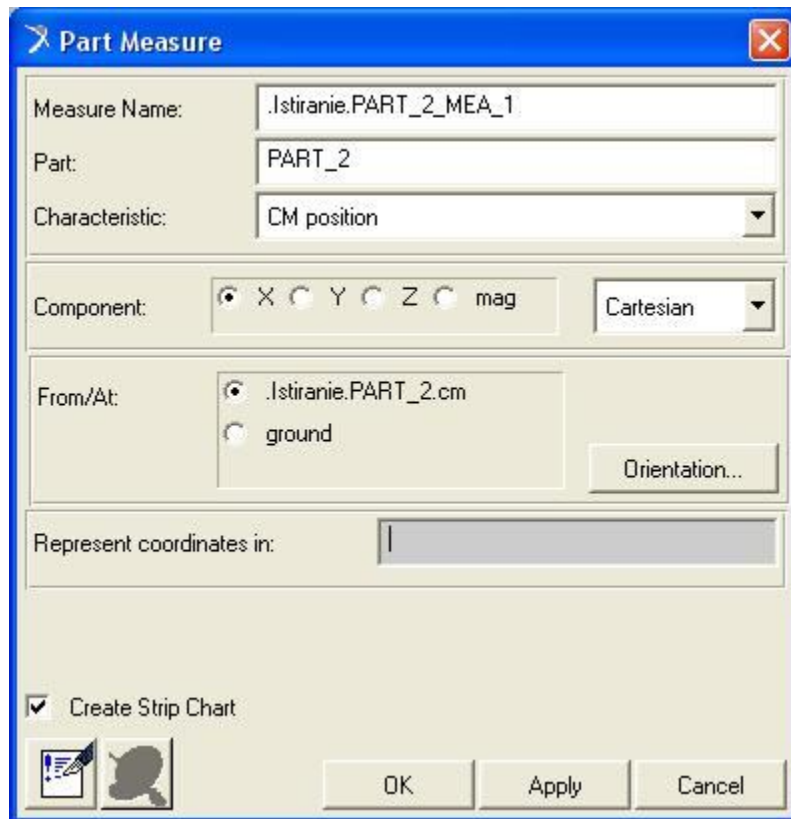 Part Measure
Measure Name: .Istiranie.PART_2_MEA_1
Part: PART_2
Characteristic: CM position
Component: X Y Z mag Cartesian
From/At: .Istiranie.PART_2.cm
ground
Orientation...
Represent coordinates in:
Create Strip Chart
OK Apply Cancel